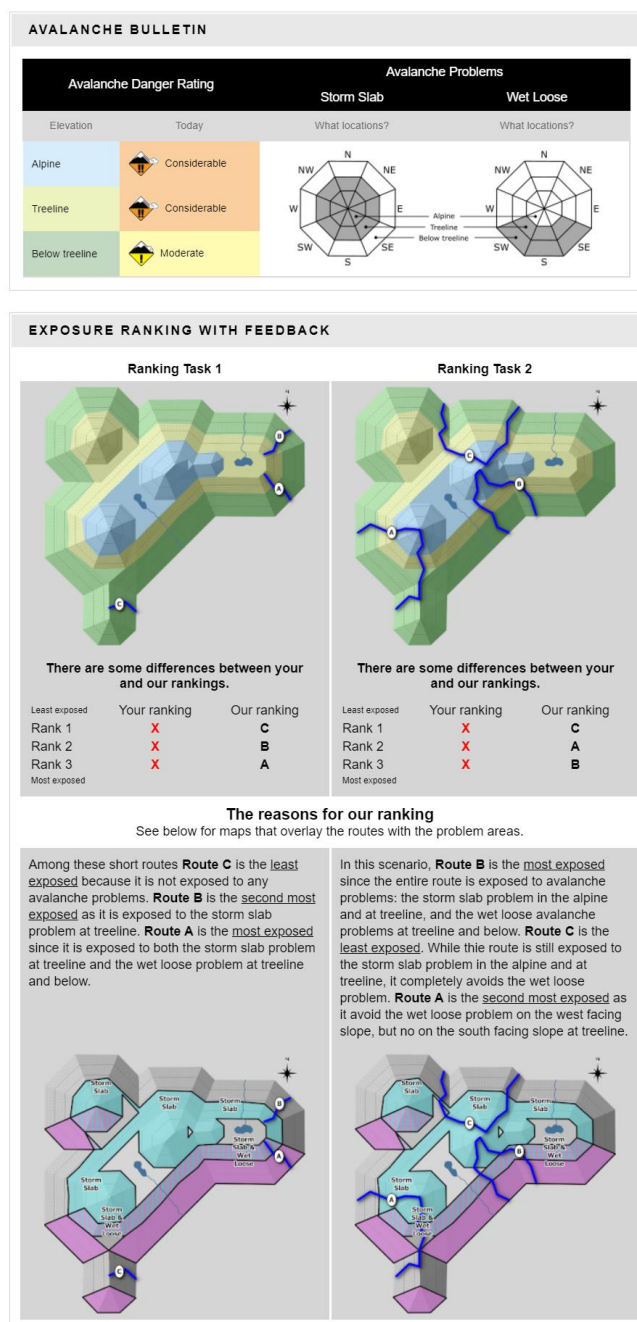 AVALANCHE BULLETIN
Avalanche Danger Rating
Avalanche Problems
Storm Slab
Wet Loose
Elevation
Today
What locations?
What locations?
Alpine
Considerable
Treeline
Considerable
Below treeline
Moderate
N
NW
NE
W
E
SW
SE
S
N
NW
NE
W
E
SW
SE
S
Alpine
Treeline
Below treeline
EXPOSURE RANKING WITH FEEDBACK
Ranking Task 1
B
A
C
There are some differences between your
and our rankings.
Least exposed Your ranking Our ranking
Rank 1 X C
Rank 2 X B
Rank 3 X A
Most exposed
Ranking Task 2
C
B
A
There are some differences between your
and our rankings.
Least exposed Your ranking Our ranking
Rank 1 X C
Rank 2 X A
Rank 3 X B
Most exposed
The reasons for our ranking
See below for maps that overlay the routes with the problem areas.
Among these short routes Route C is the least
exposed because it is not exposed to any
avalanche problems. Route B is the second most
exposed as it is exposed to the storm slab
problem at treeline. Route A is the most exposed
since it is exposed to both the storm slab problem
at treeline and the wet loose problem at treeline
and below.
In this scenario, Route B is the most exposed
since the entire route is exposed to avalanche
problems: the storm slab problem in the alpine
and at treeline, and the wet loose avalanche
problems at treeline and below. Route C is the
least exposed. While thie route is still exposed to
the storm slab problem in the alpine and at
treeline, it completely avoids the wet loose
problem. Route A is the second most exposed as
it avoid the wet loose problem on the west facing
slope, but no on the south facing slope at treeline.
Storm
Slab
Storm
Slab
Storm
Slab
B
Storm
Slab &
Wet
Loose
A
Storm
Slab
Storm
Slab &
Wet
Loose
C
Storm
Slab
Storm
Slab
Storm
Slab
C
Storm
Slab &
Wet
Loose
B
Storm
Slab
A
Storm
Slab &
Wet
Loose